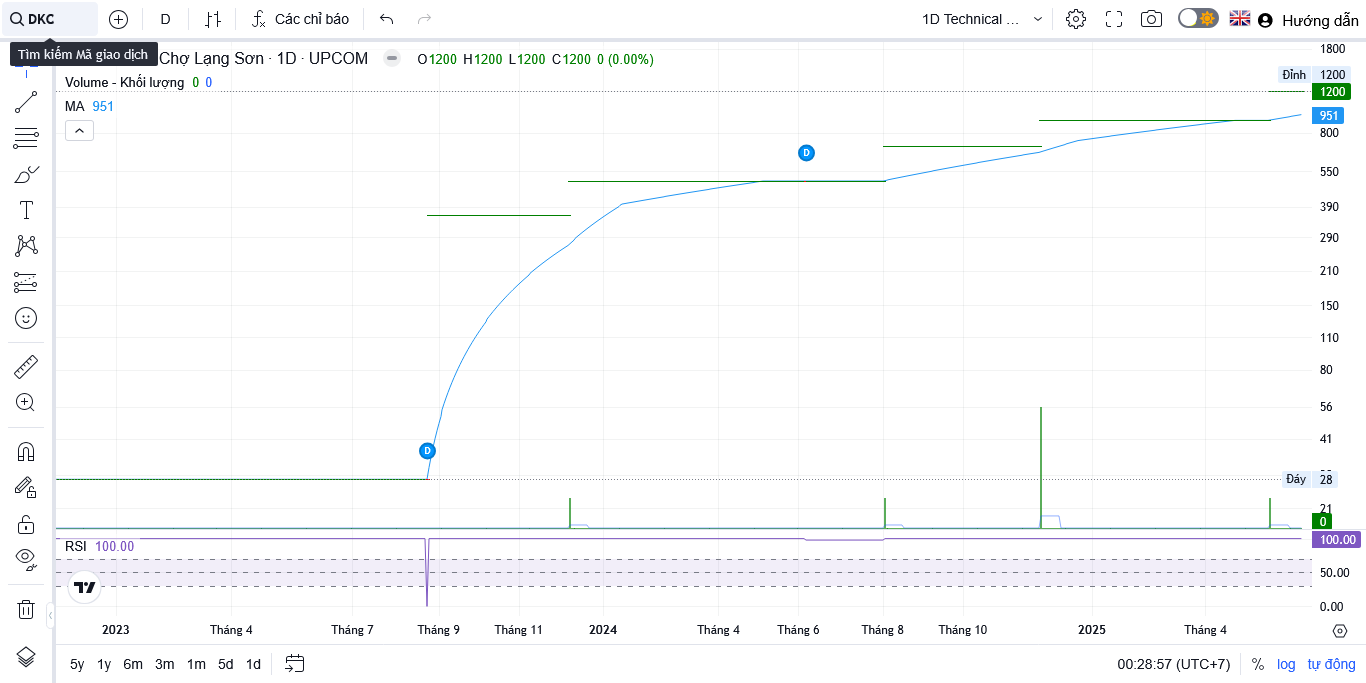 DKC
D
Các chỉ báo
1D Technical ...
Hướng dẫn
Tìm kiếm Mã giao dịch
Chợ Lạng Sơn · 1D · UPCOM
O1200 H1200 L1200 C1200 0 (0.00%)
Volume - Khối lượng 0 0
MA 951
1800
Đỉnh 1200
1200
951
800
550
390
290
210
150
110
80
56
41
Đáy 28
21
0
D
D
RSI 100.00
100.00
50.00
0.00
2023
Tháng 4
Tháng 7
Tháng 9
Tháng 11
2024
Tháng 4
Tháng 6
Tháng 8
Tháng 10
2025
Tháng 4
5y 1y 6m 3m 1m 5d 1d
00:28:57 (UTC+7)
% log tự động